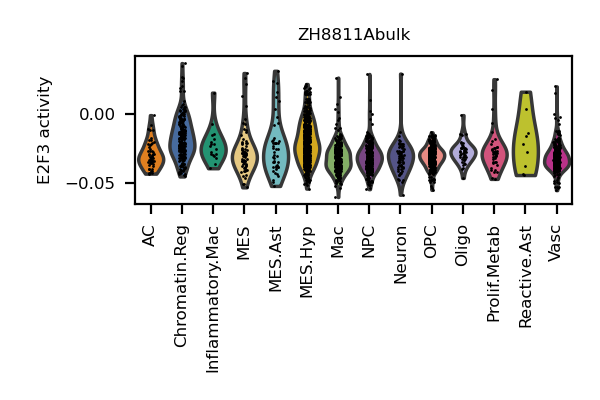 ZH8811Abulk
E2F3 activity
0.00
−0.05
AC
Chromatin.Reg
Inflammatory.Mac
MES
MES.Ast
MES.Hyp
Mac
NPC
Neuron
OPC
Oligo
Prolif.Metab
Reactive.Ast
Vasc